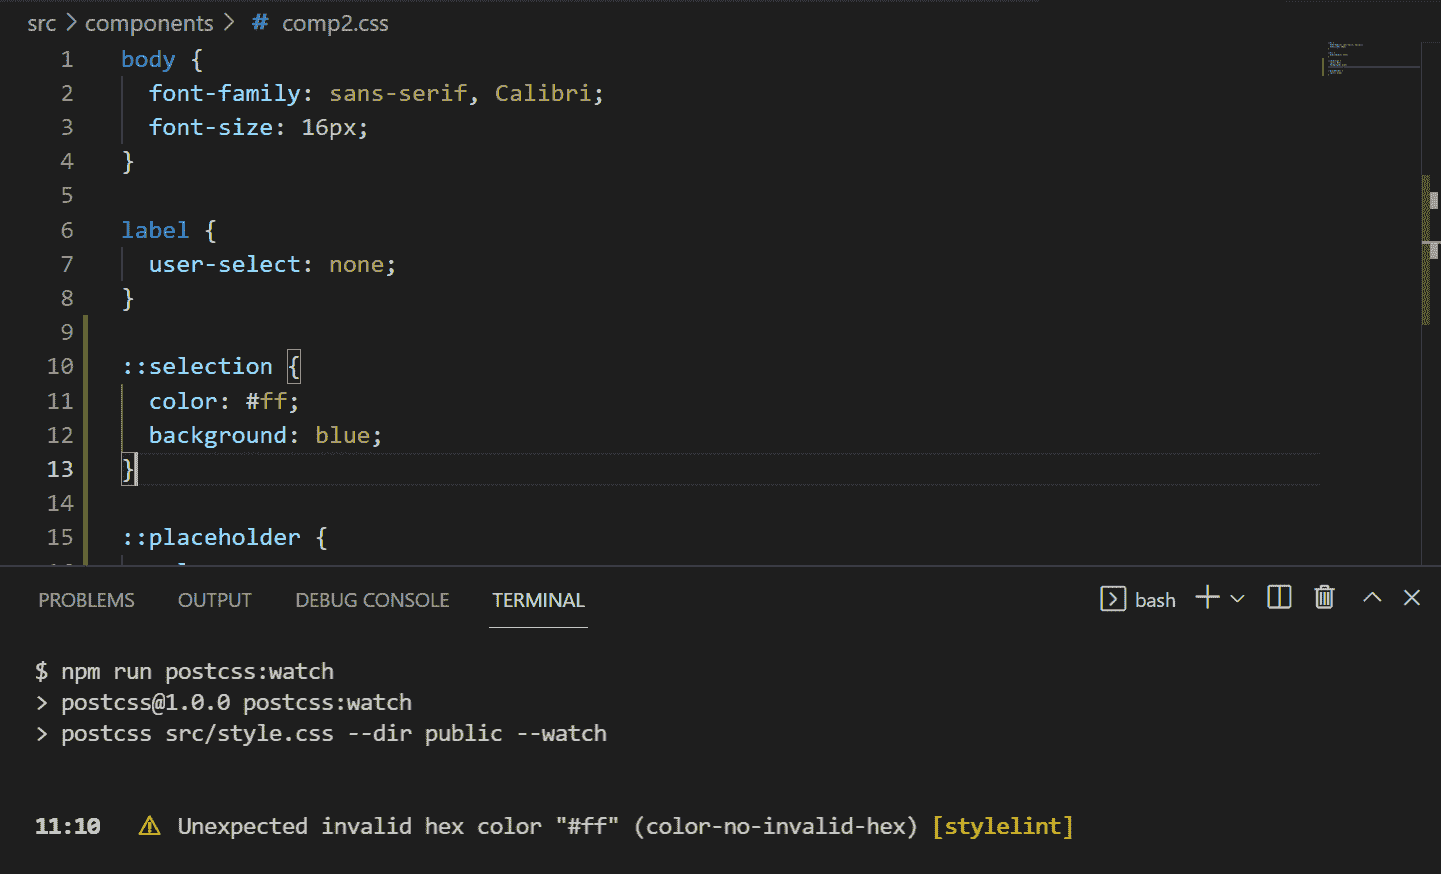 src > components > # comp2.css
1 body {
2 font-family: sans-serif, Calibri;
3 font-size: 16px;
4 }
5
6 label {
7 user-select: none;
8 }
9
10 ::selection {
11 color: #ff;
12 background: blue;
13 }
14
15 ::placeholder {
PROBLEMS OUTPUT DEBUG CONSOLE TERMINAL bash
$ npm run postcss:watch
> postcss@1.0.0 postcss:watch
> postcss src/style.css --dir public --watch
11:10 ⚠ Unexpected invalid hex color "#ff" (color-no-invalid-hex) [stylelint]